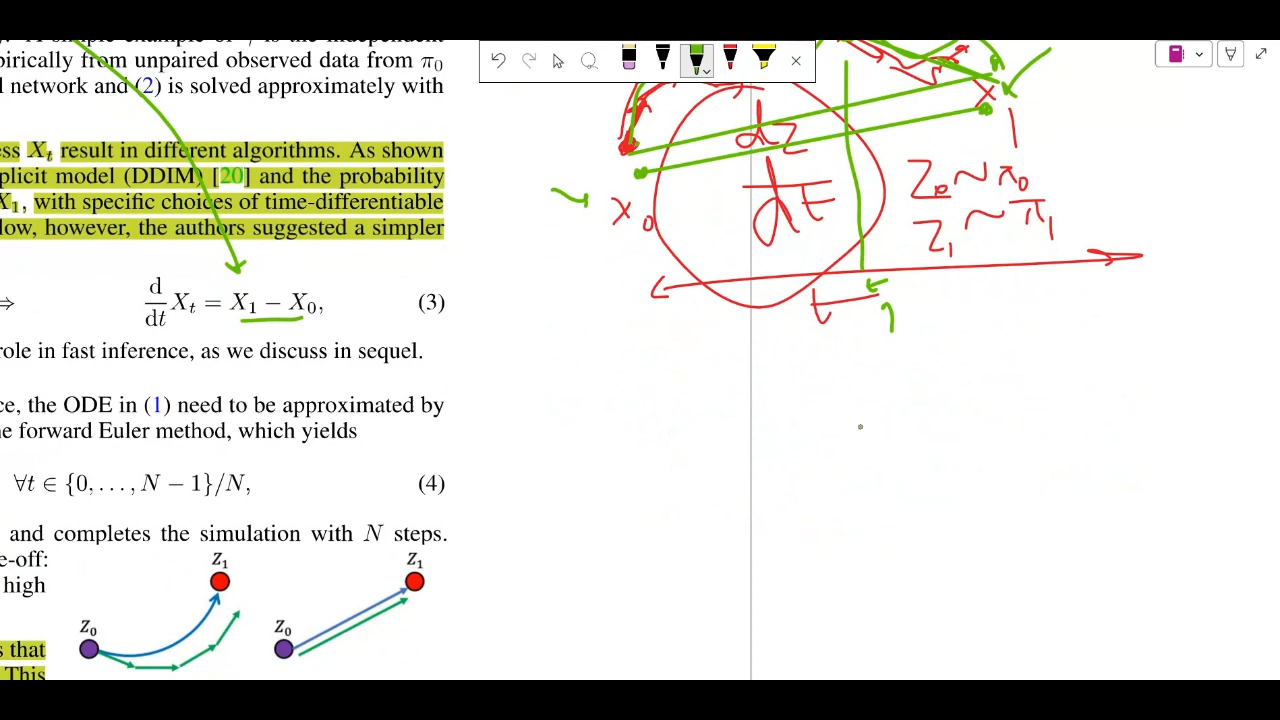 pirically from unpaired observed data from π0
l network and (2) is solved approximately with
ess Xt result in different algorithms. As shown
plicit model (DDIM) [20] and the probability
X1, with specific choices of time-differentiable
low, however, the authors suggested a simpler
⇒ d/dt Xt = X1 − X0, (3)
role in fast inference, as we discuss in sequel.
ce, the ODE in (1) need to be approximated by
he forward Euler method, which yields
∀t ∈ {0, . . . , N − 1}/N, (4)
and completes the simulation with N steps.
e-off:
high
s that
This
Z0
Z1
Z0
Z1
dz
dt
x0
x1
Z0 ~ π0
Z1 ~ π1
t